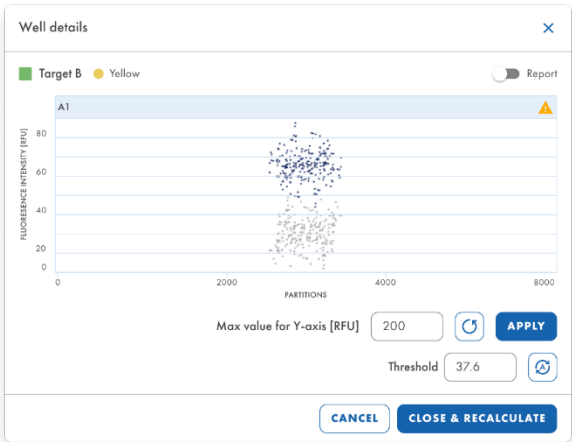 Well details
Target B Yellow Report
A1
FLUORESENCE INTENSITY [RFU]
80
60
40
20
0
0 2000 4000 8000
PARTITIONS
Max value for Y-axis [RFU] 200 APPLY
Threshold 37.6 A
CANCEL CLOSE & RECALCULATE